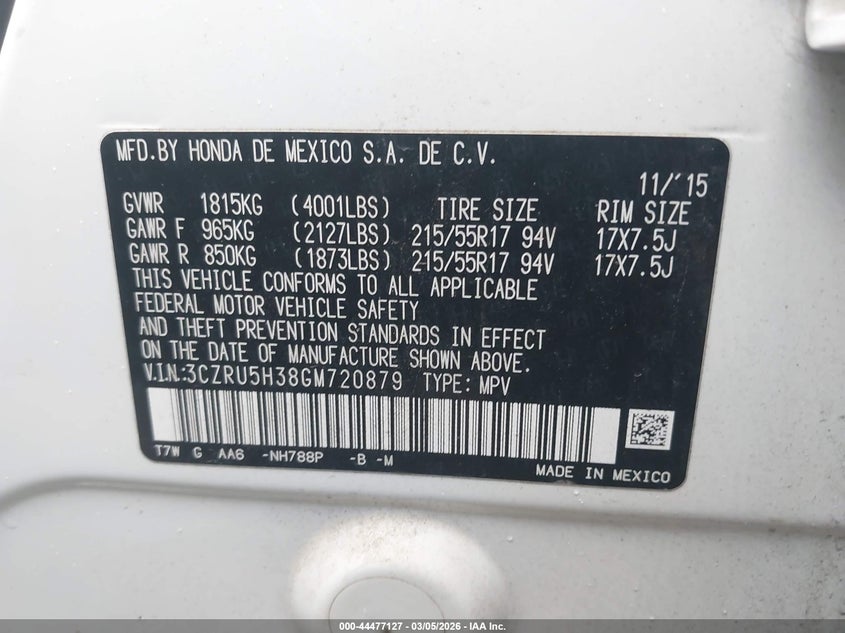 MFD.BY HONDA DE MEXICO S.A. DE C.V.
11/'15
GVWR 1815KG (4001LBS) TIRE SIZE RIM SIZE
GAWR F 965KG (2127LBS) 215/55R17 94V 17X7.5J
GAWR R 850KG (1873LBS) 215/55R17 94V 17X7.5J
THIS VEHICLE CONFORMS TO ALL APPLICABLE
FEDERAL MOTOR VEHICLE SAFETY
AND THEFT PREVENTION STANDARDS IN EFFECT
ON THE DATE OF MANUFACTURE SHOWN ABOVE.
V.I.N.:3CZRU5H38GM720879 TYPE: MPV
T7W G AA6 -NH788P -B -M
MADE IN MEXICO
000-44477127 - 03/05/2026 - IAA Inc.